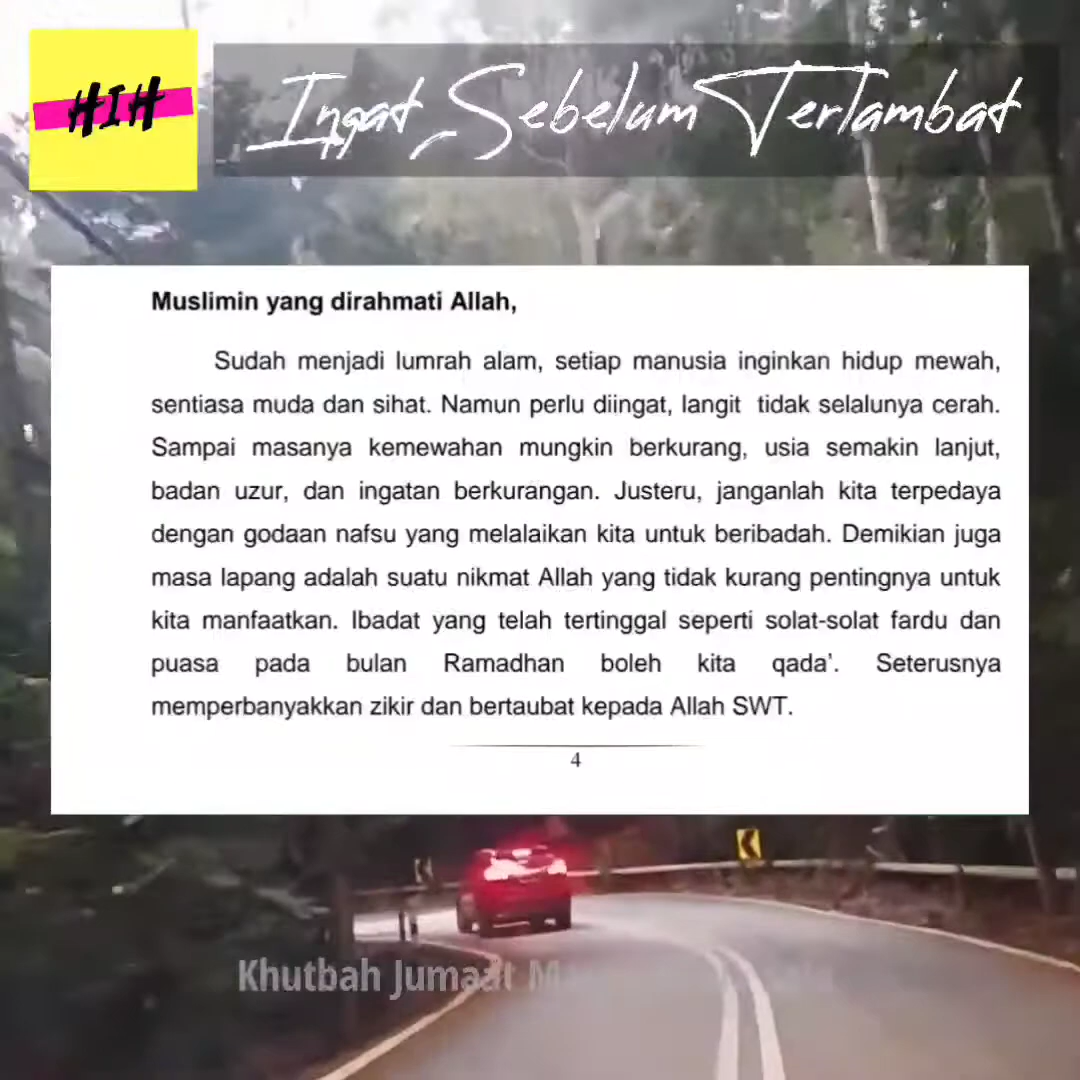 HIH
Ingat Sebelum Terlambat
Muslimin yang dirahmati Allah,
Sudah menjadi lumrah alam, setiap manusia inginkan hidup mewah,
sentiasa muda dan sihat. Namun perlu diingat, langit tidak selalunya cerah.
Sampai masanya kemewahan mungkin berkurang, usia semakin lanjut,
badan uzur, dan ingatan berkurangan. Justeru, janganlah kita terpedaya
dengan godaan nafsu yang melalaikan kita untuk beribadah. Demikian juga
masa lapang adalah suatu nikmat Allah yang tidak kurang pentingnya untuk
kita manfaatkan. Ibadat yang telah tertinggal seperti solat-solat fardu dan
puasa pada bulan Ramadhan boleh kita qada’. Seterusnya
memperbanyakkan zikir dan bertaubat kepada Allah SWT.
4
Khutbah Jumaat